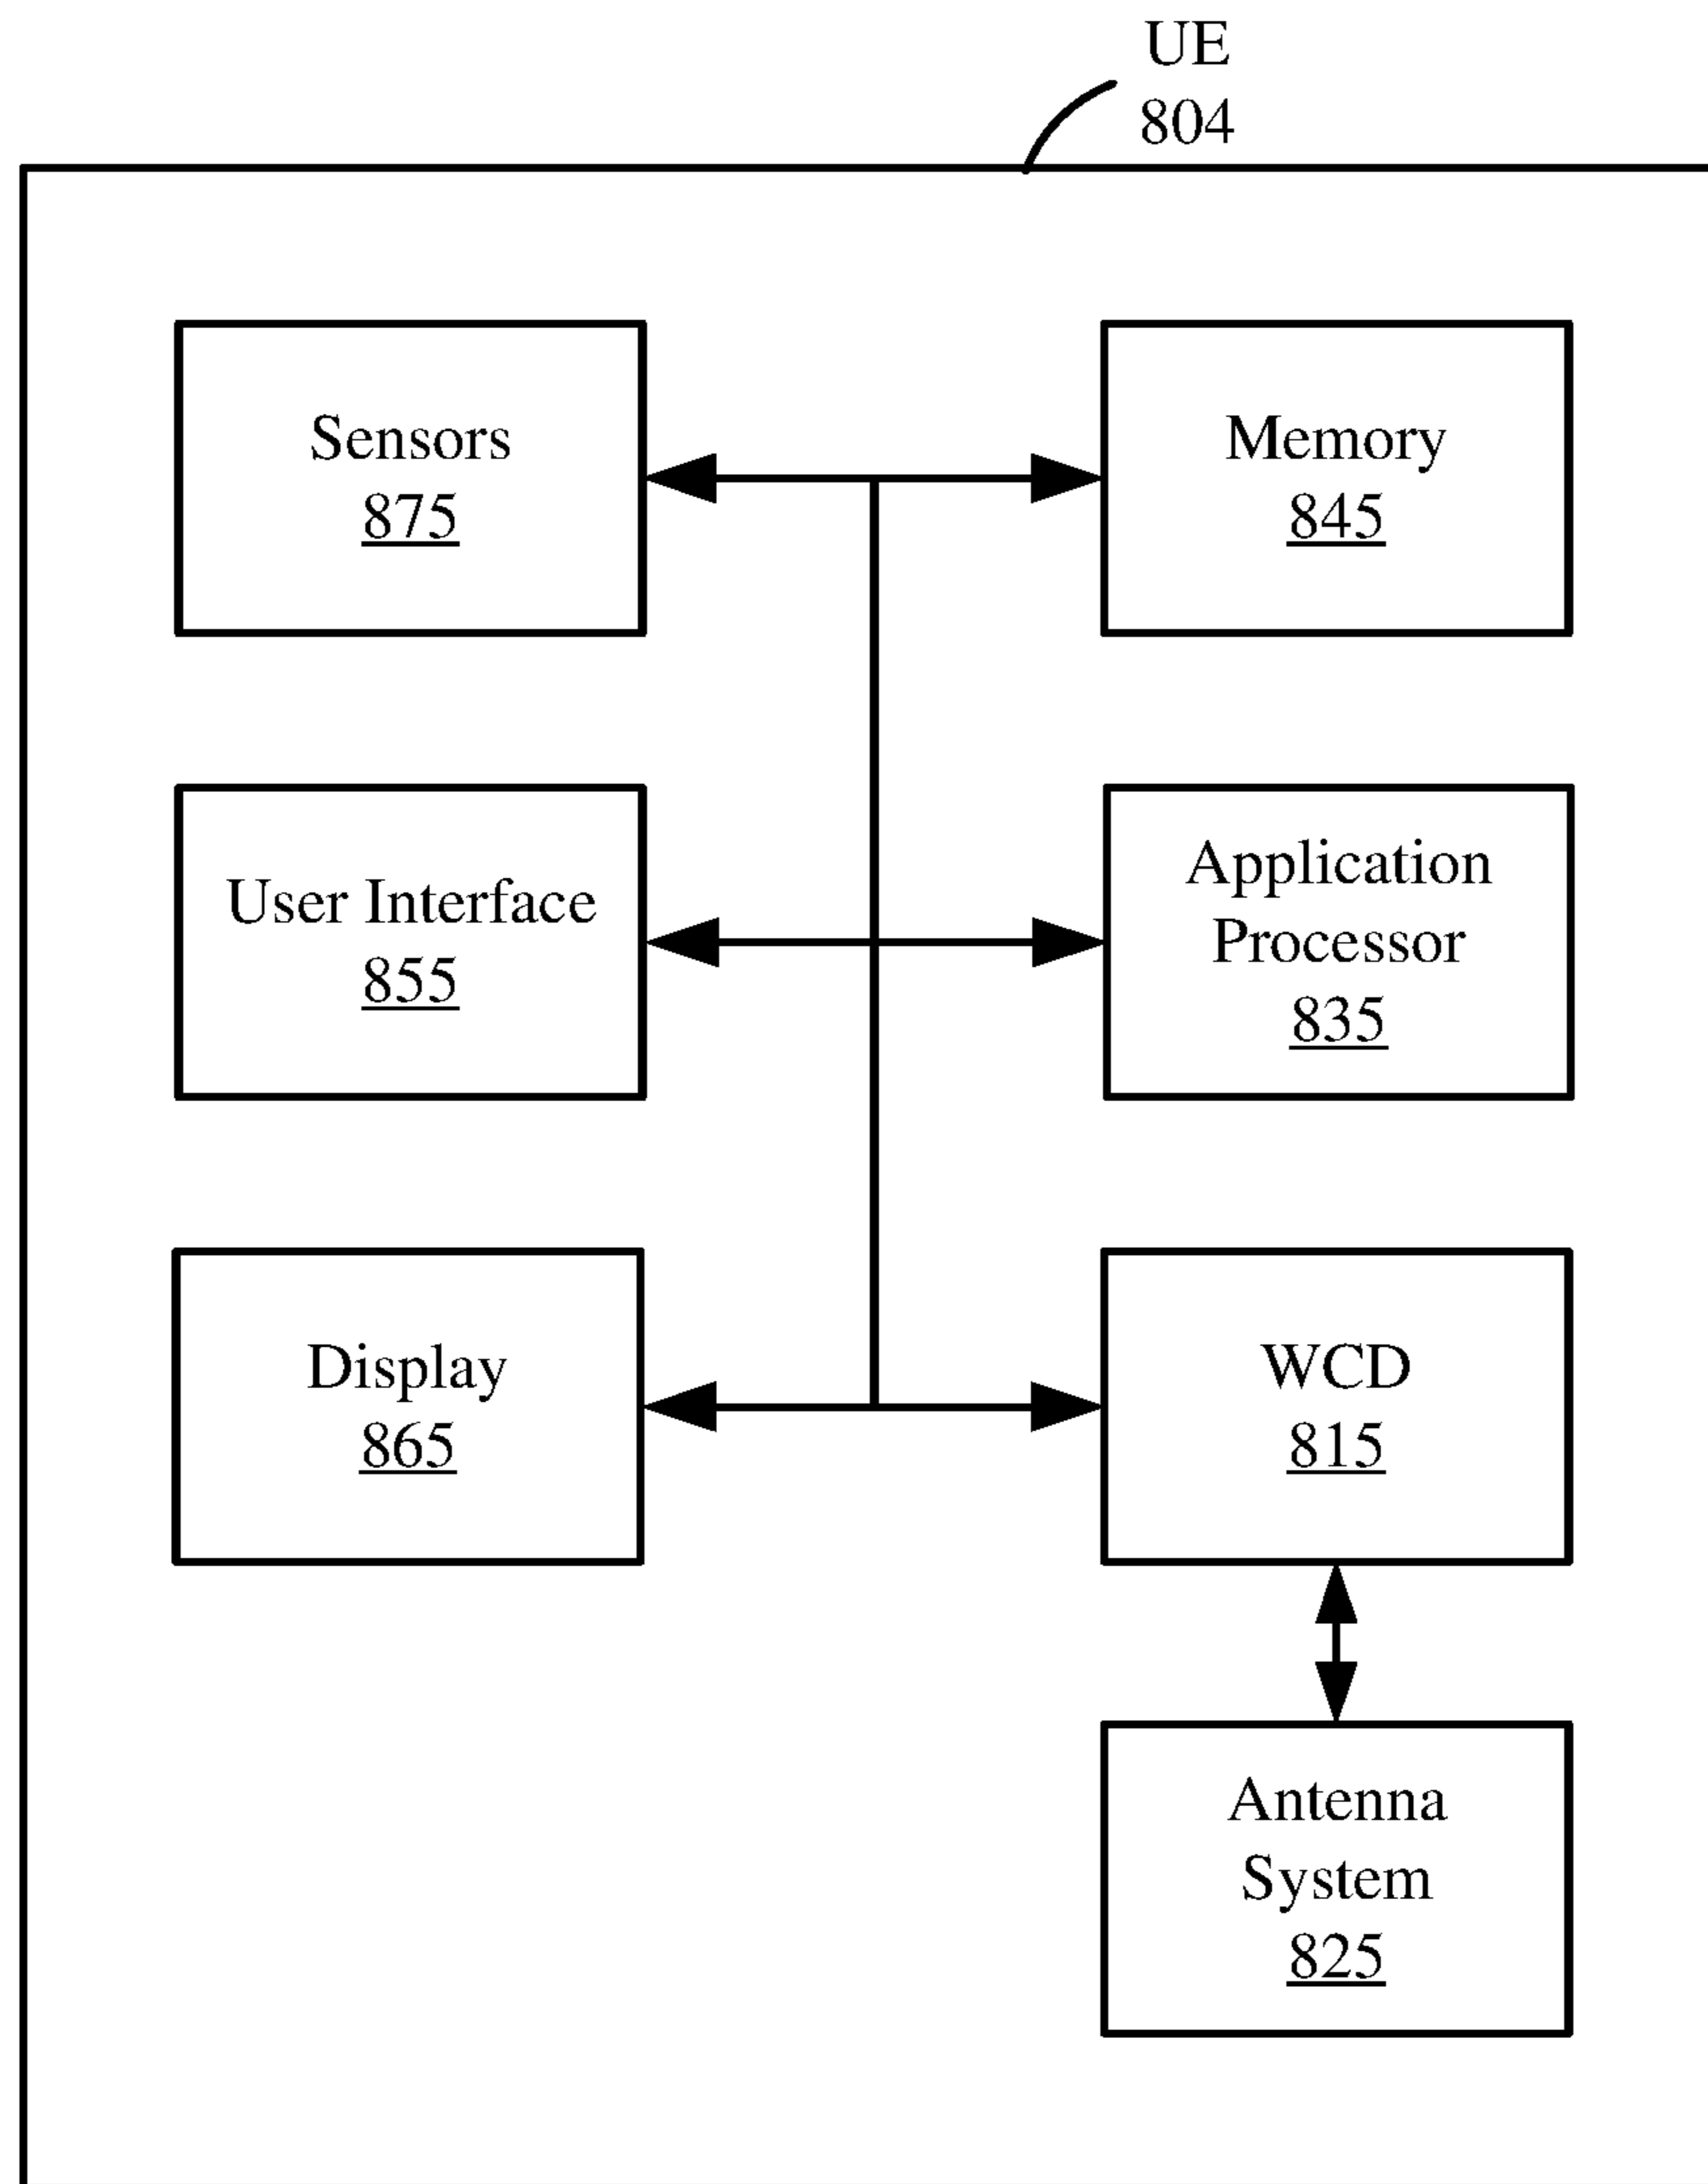 UE
804
Sensors
875
Memory
845
User Interface
855
Application
Processor
835
Display
865
WCD
815
Antenna
System
825